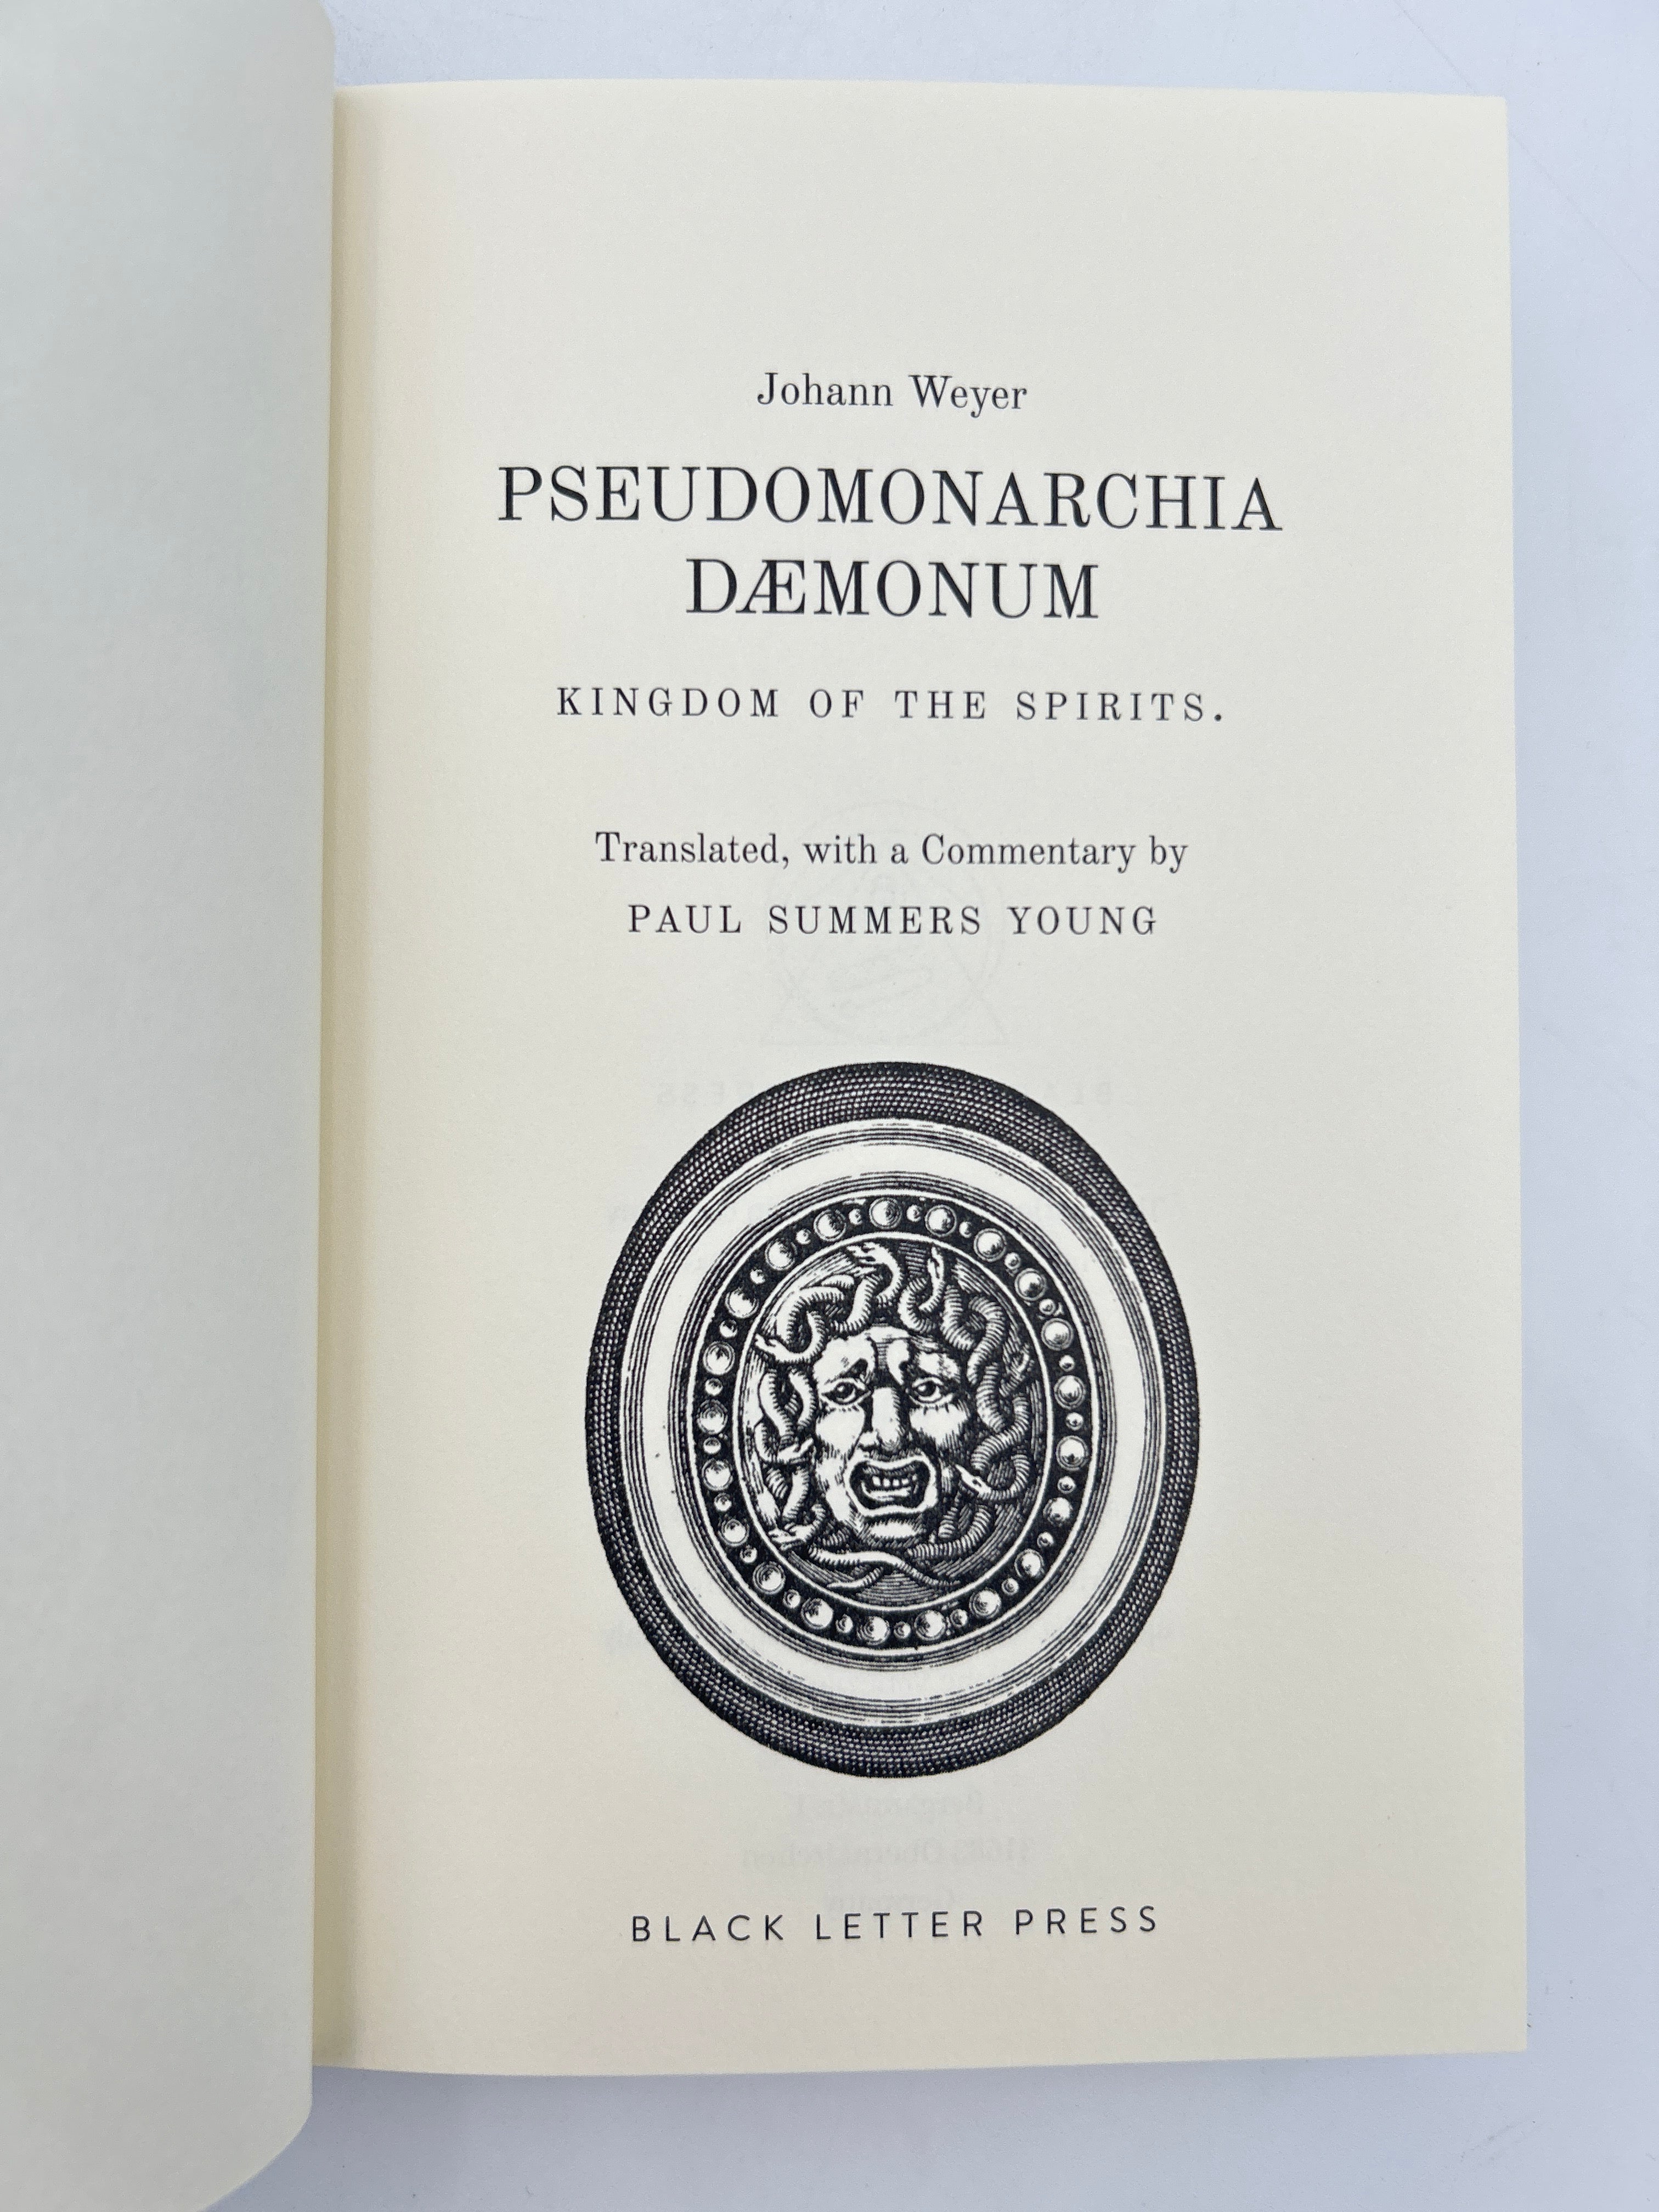 Johann Weyer
PSEUDOMONARCHIA
DÆMONUM
KINGDOM OF THE SPIRITS.
Translated, with a Commentary by
PAUL SUMMERS YOUNG
BLACK LETTER PRESS